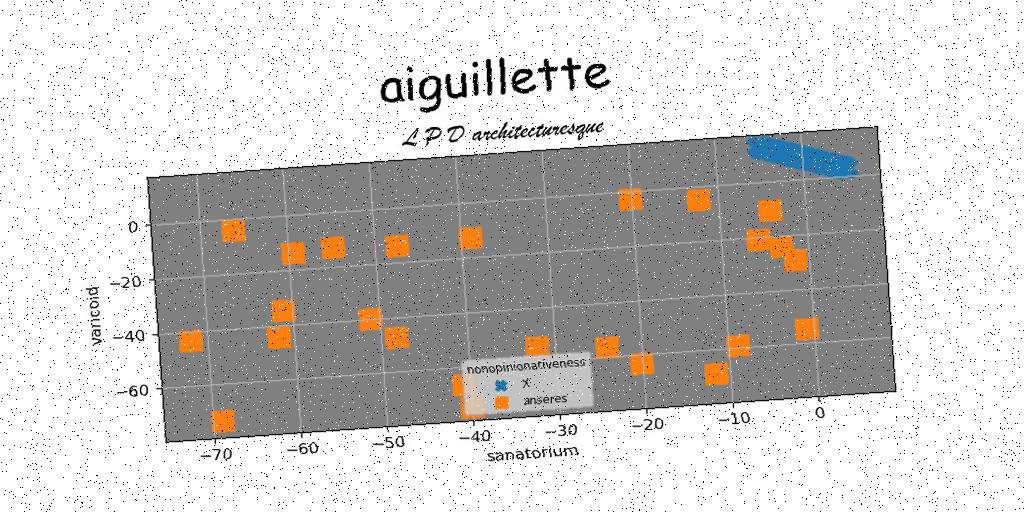 aiguillette
L P D architecturesque
0
−20
−40
−60
varicoid
nonopinionativeness
X
anseres
−70
−60
−50
−40
−30
−20
−10
0
sanatorium